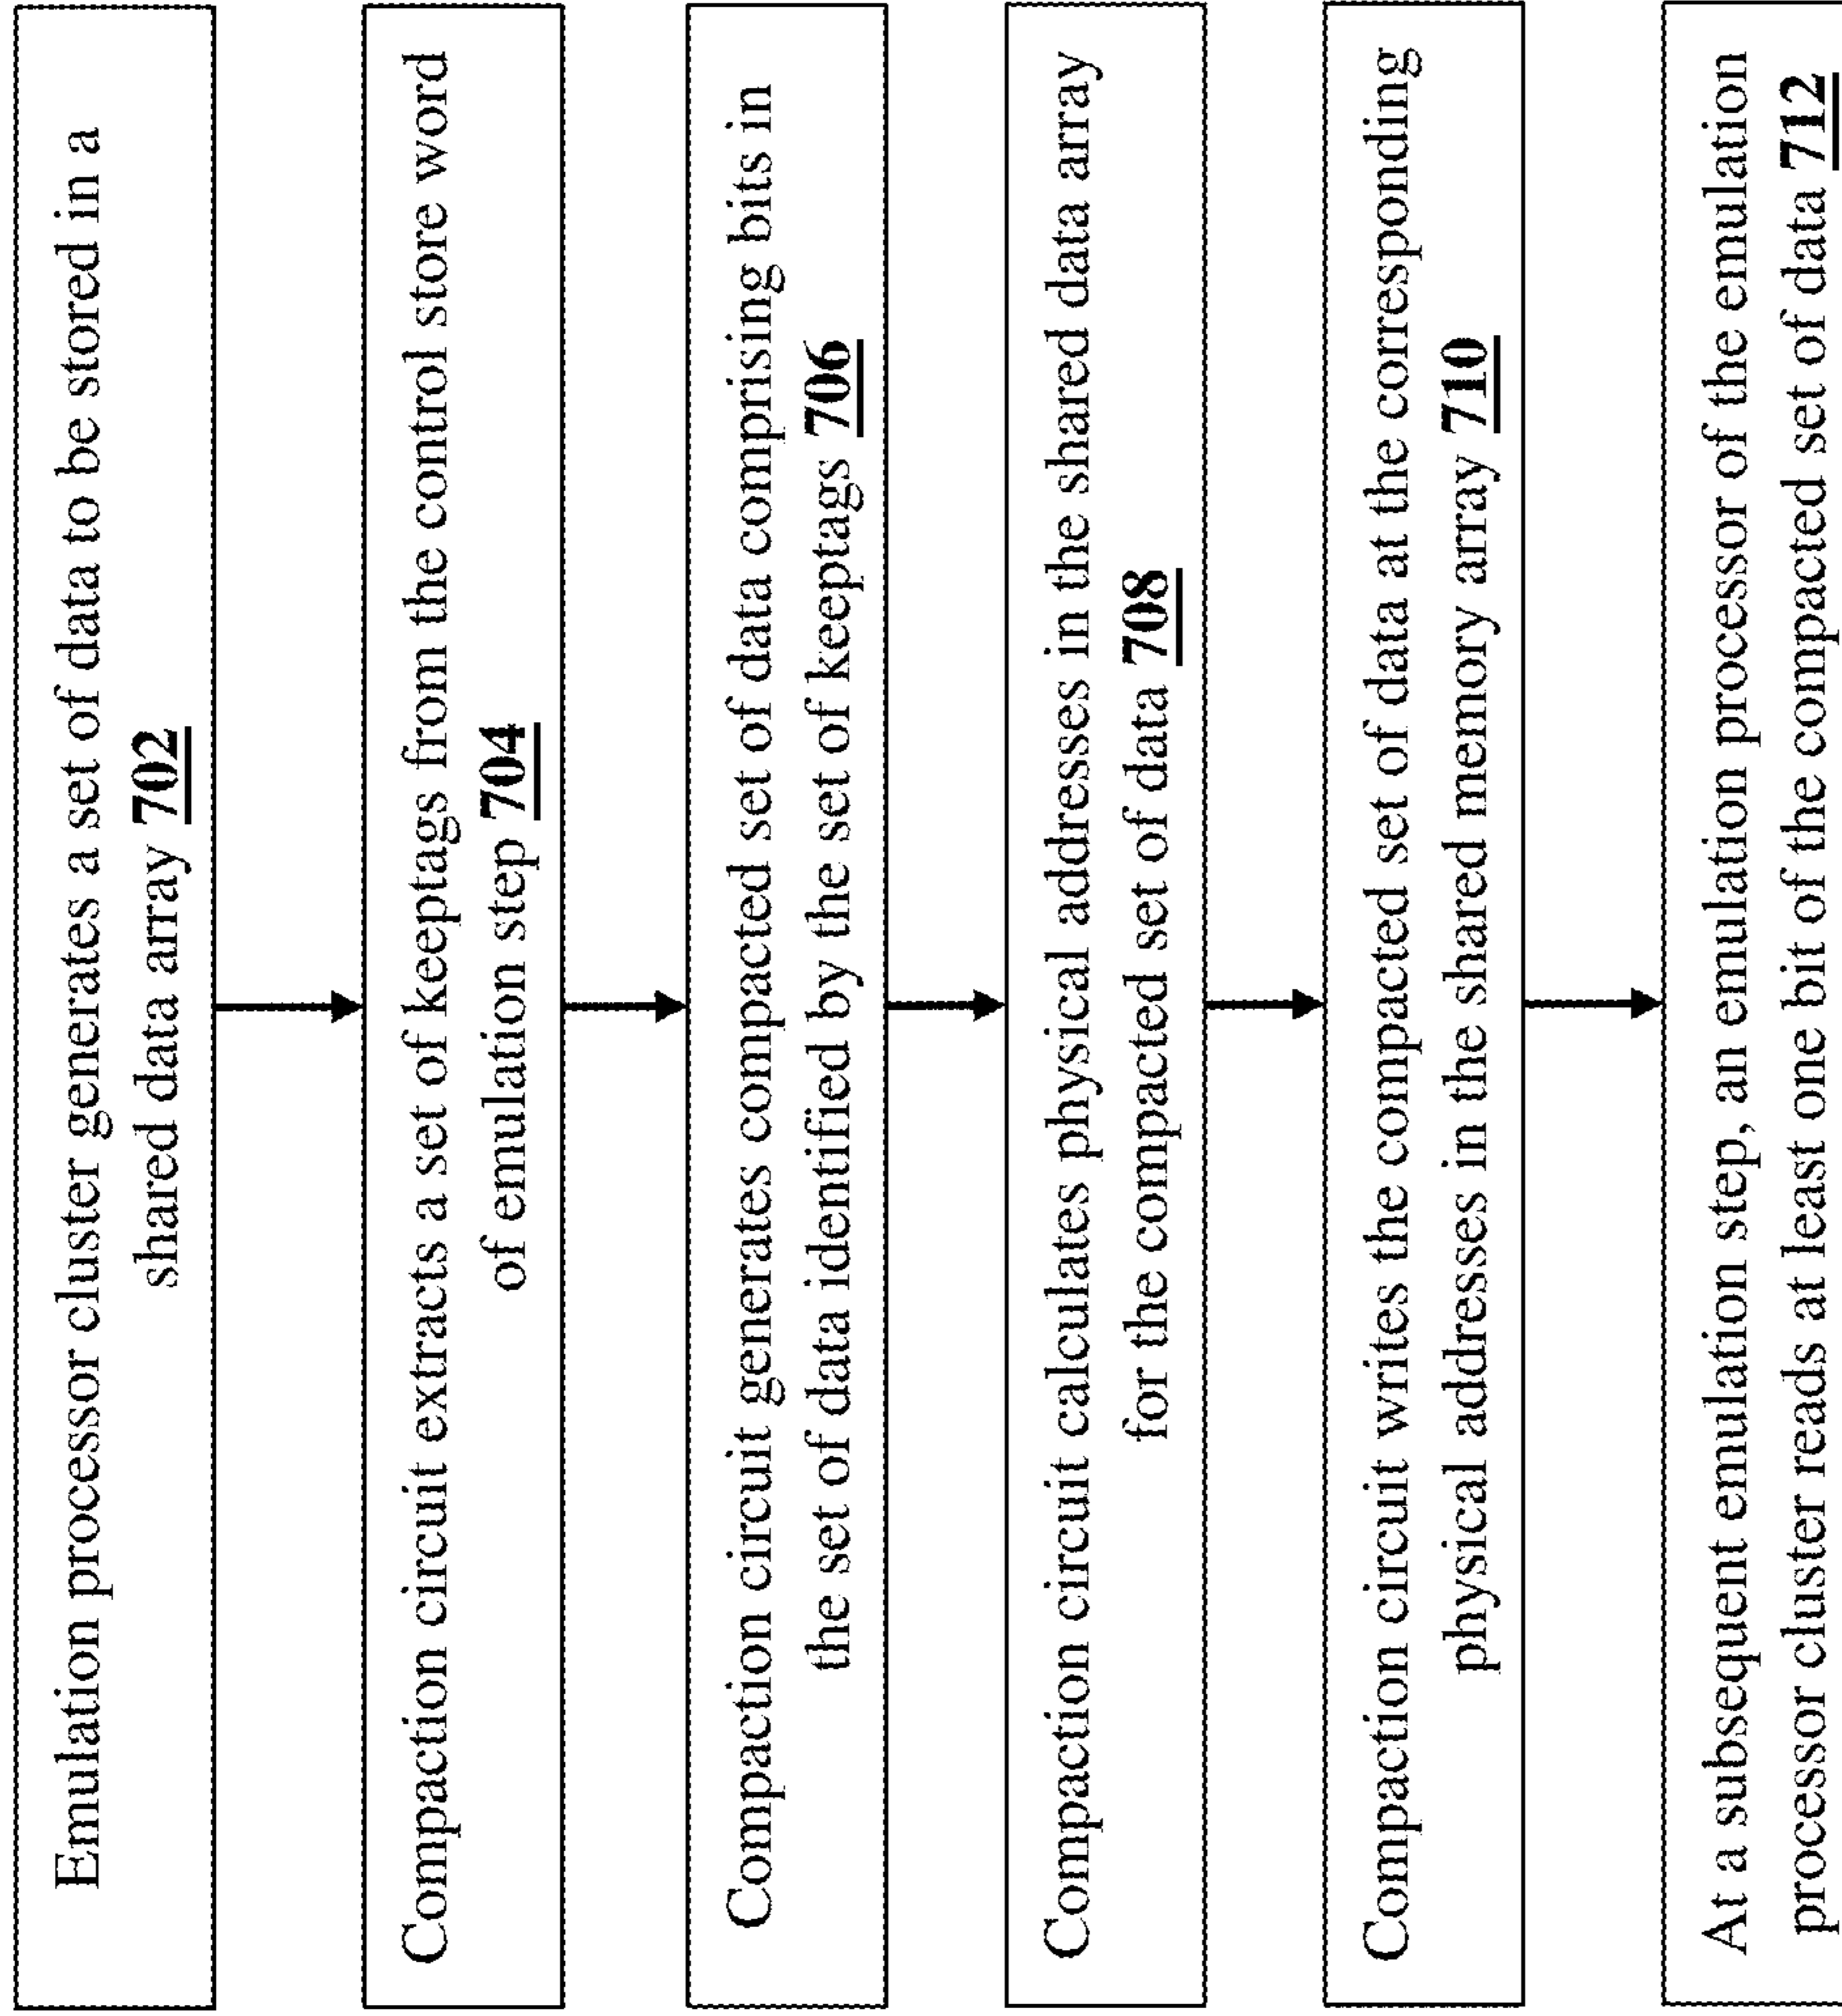 Emulation processor cluster generates a set of data to be stored in a
shared data array 702
Compaction circuit extracts a set of keeptags from the control store word
of emulation step 704
Compaction circuit generates compacted set of data comprising bits in
the set of data identified by the set of keeptags 706
Compaction circuit calculates physical addresses in the shared data array
for the compacted set of data 708
Compaction circuit writes the compacted set of data at the corresponding
physical addresses in the shared memory array 710
At a subsequent emulation step, an emulation processor of the emulation
processor cluster reads at least one bit of the compacted set of data 712